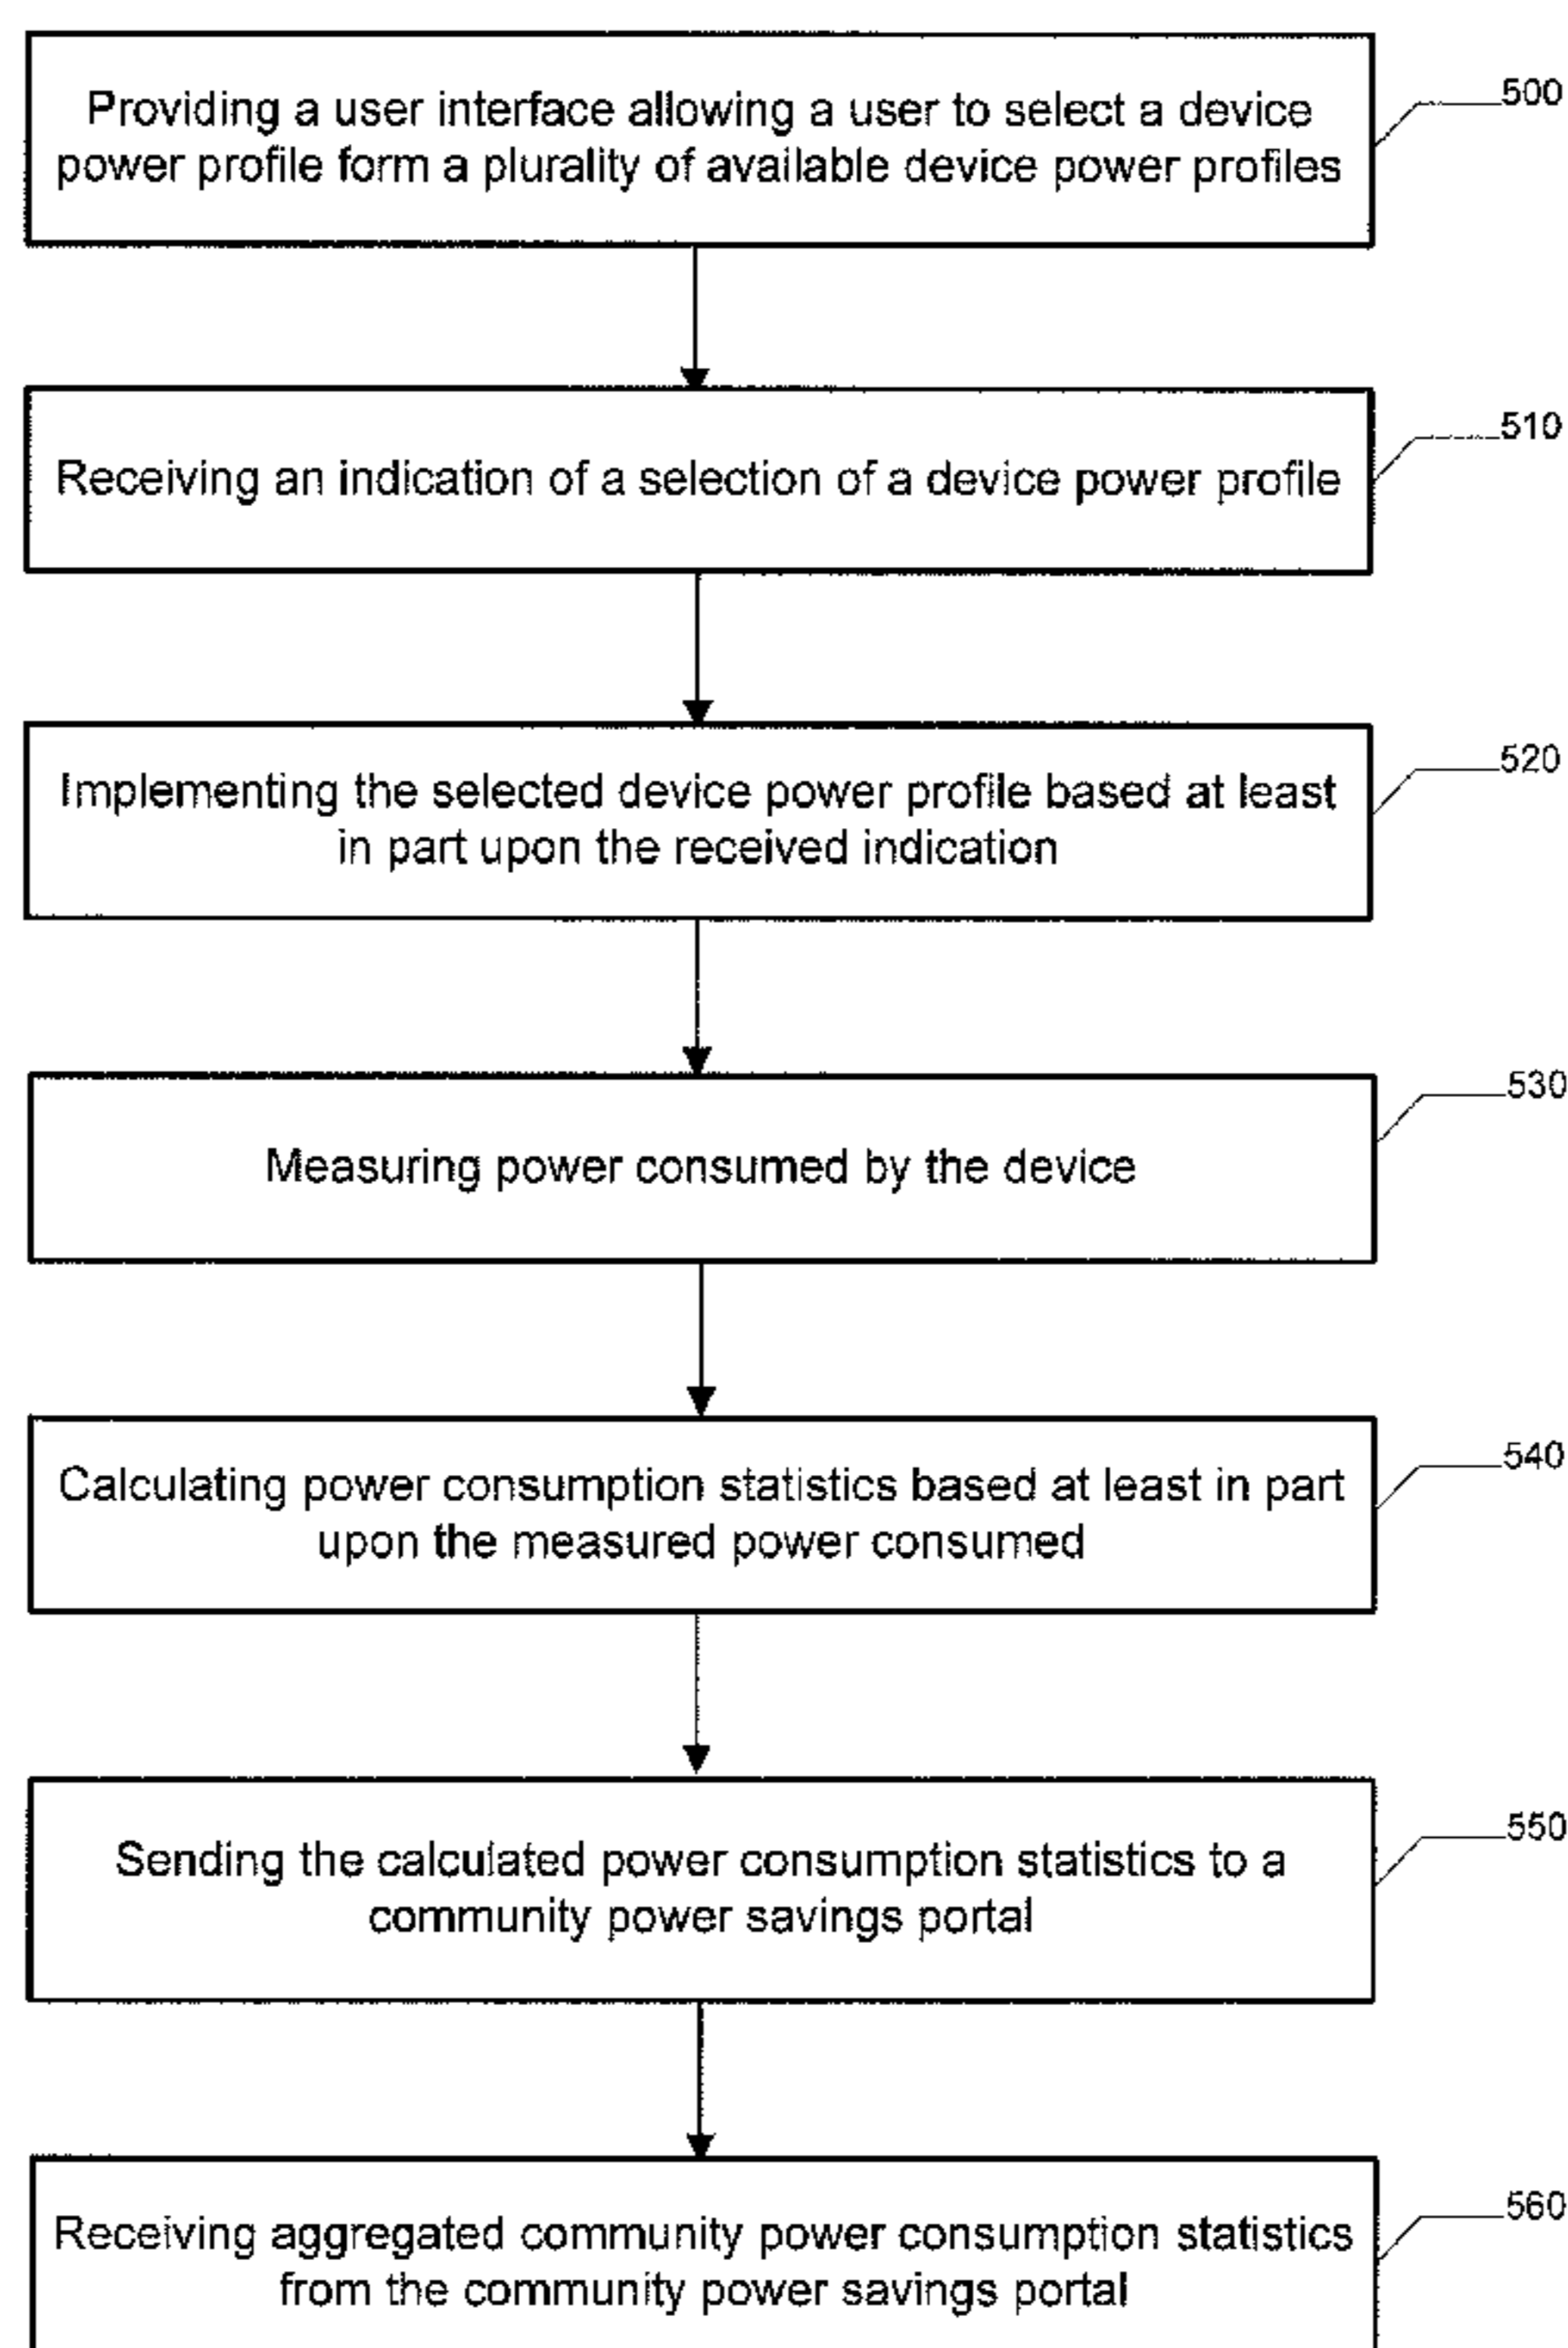 Providing a user interface allowing a user to select a device
power profile form a plurality of available device power profiles
500
Receiving an indication of a selection of a device power profile
510
Implementing the selected device power profile based at least
in part upon the received indication
520
Measuring power consumed by the device
530
Calculating power consumption statistics based at least in part
upon the measured power consumed
540
Sending the calculated power consumption statistics to a
community power savings portal
550
Receiving aggregated community power consumption statistics
from the community power savings portal
560